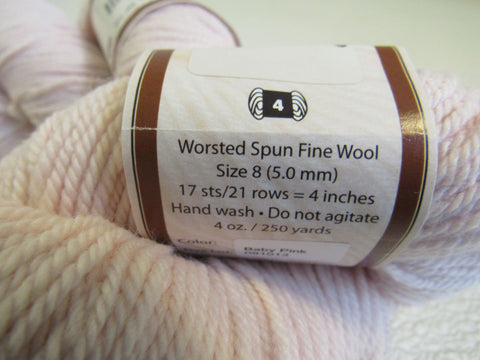 4
Worsted Spun Fine Wool
Size 8 (5.0 mm)
17 sts/21 rows = 4 inches
Hand wash • Do not agitate
4 oz. / 250 yards
Color: Baby Pink